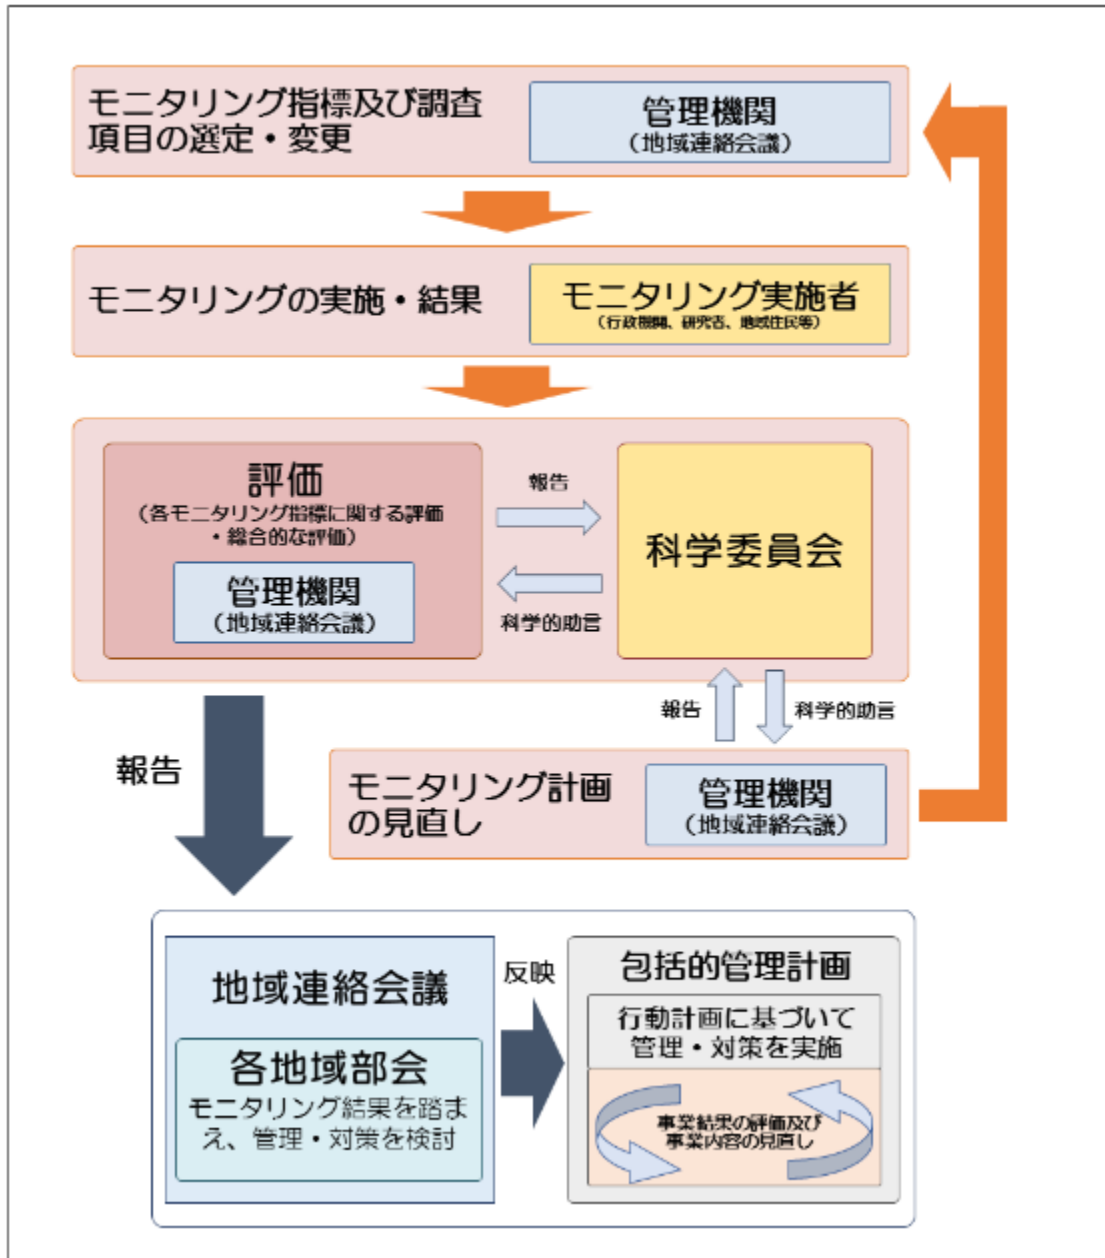 モニタリング指標及び調査
項目の選定・変更
管理機関
（地域連絡会議）
モニタリングの実施・結果
モニタリング実施者
（行政機関、研究者、地域住民等）
評価
（各モニタリング指標に関する評価
・総合的な評価）
管理機関
（地域連絡会議）
報告
科学的助言
科学委員会
報告
科学的助言
報告
モニタリング計画
の見直し
管理機関
（地域連絡会議）
地域連絡会議
各地域部会
モニタリング結果を踏ま
え、管理・対策を検討
反映
包括的管理計画
行動計画に基づいて
管理・対策を実施
事業結果の評価及び
事業内容の見直し